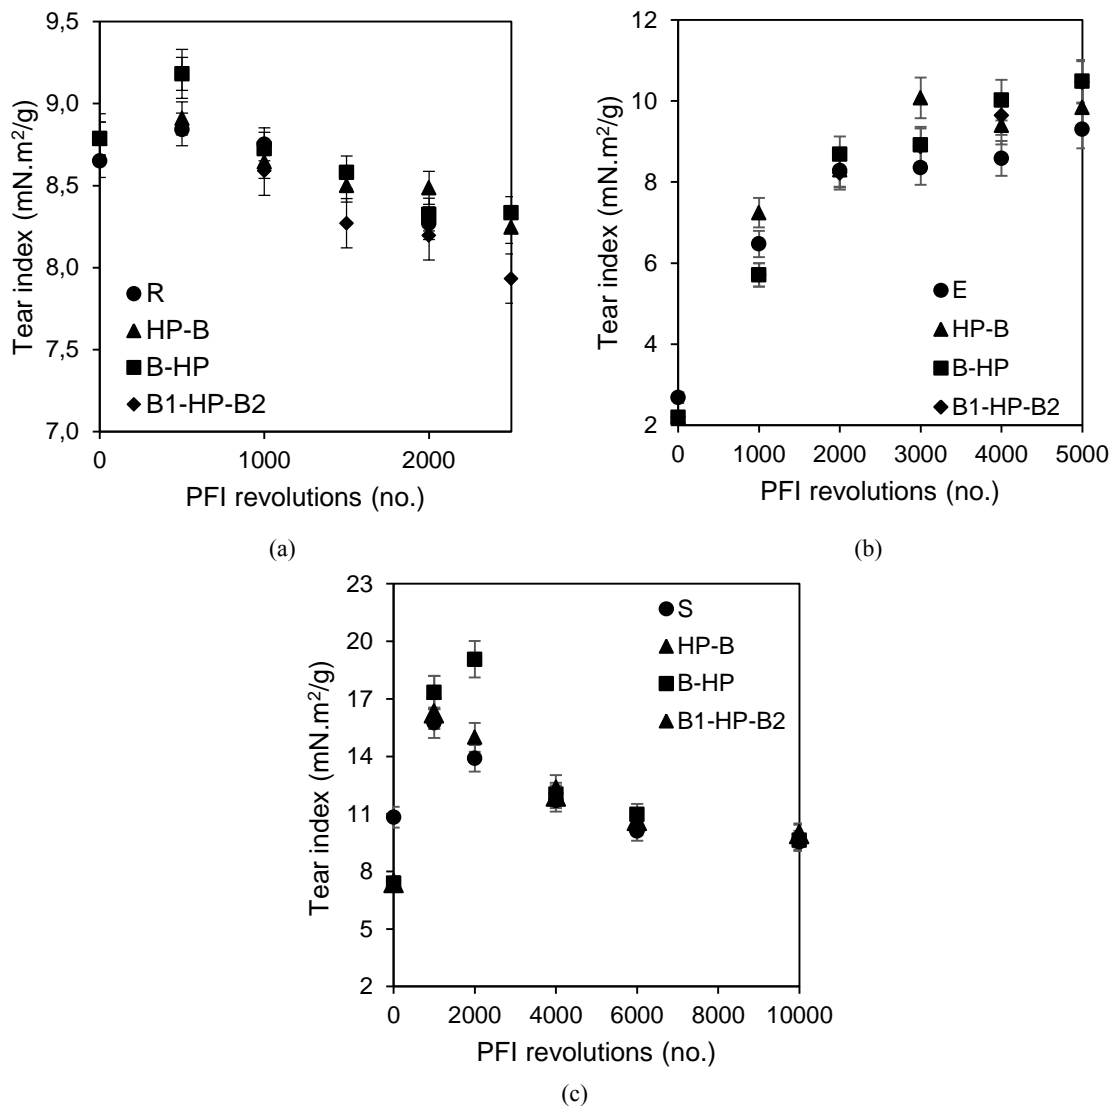 9,5
9,0
8,5
8,0
7,5
7,0
Tear index (mN.m²/g)
R
HP-B
B-HP
B1-HP-B2
0
1000
2000
PFI revolutions (no.)
(a)
12
10
8
6
4
2
Tear index (mN.m²/g)
E
HP-B
B-HP
B1-HP-B2
0
1000
2000
3000
4000
5000
PFI revolutions (no.)
(b)
23
20
17
14
11
8
5
2
Tear index (mN.m²/g)
S
HP-B
B-HP
B1-HP-B2
0
2000
4000
6000
8000
10000
PFI revolutions (no.)
(c)